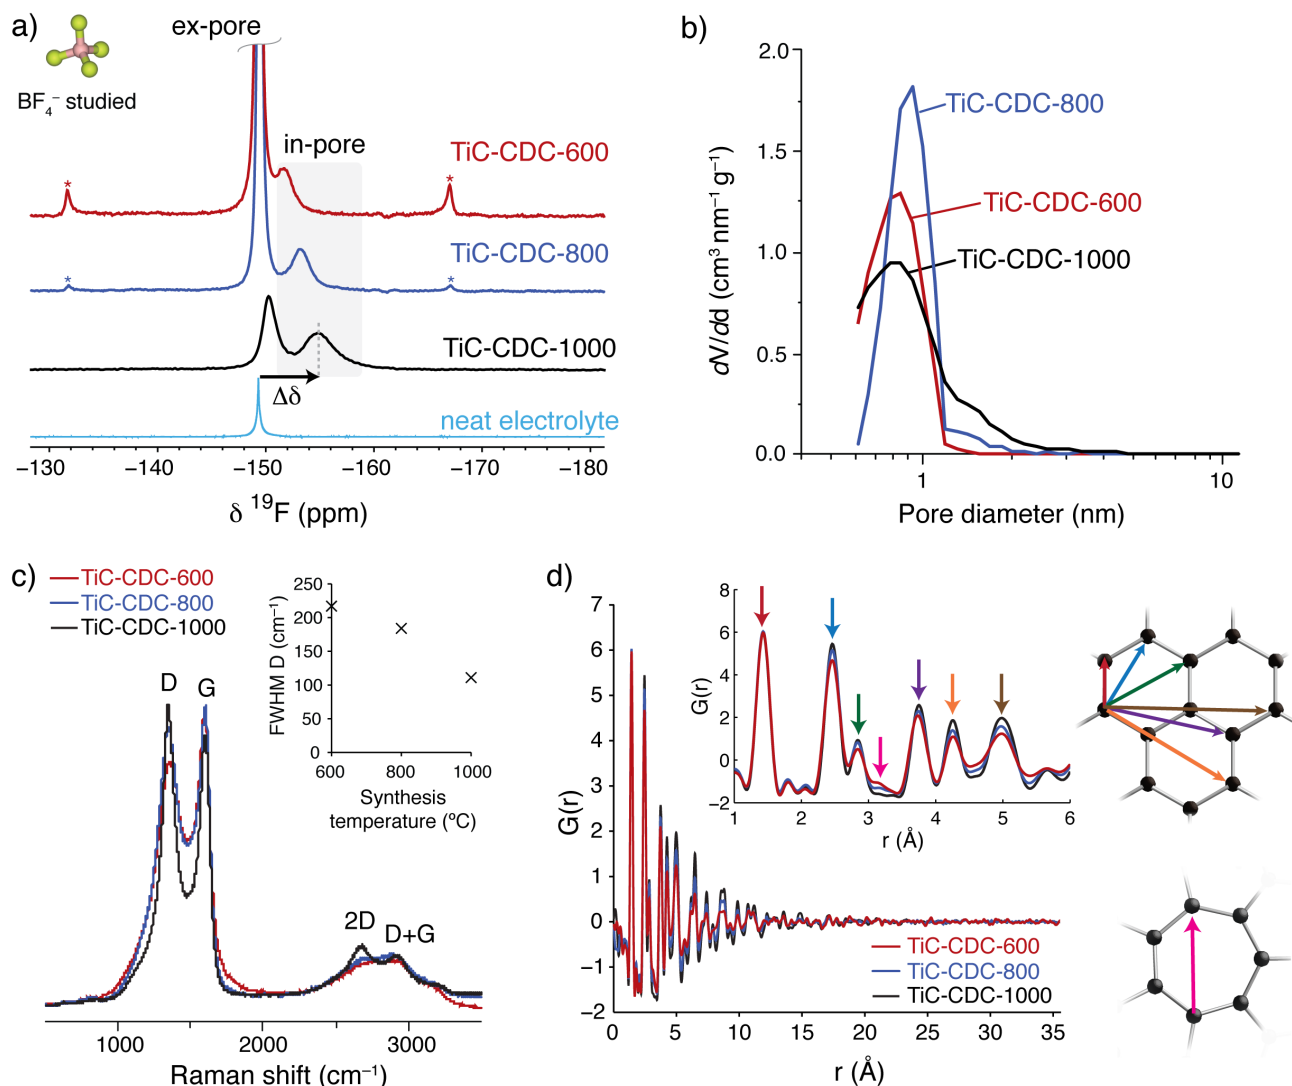 a)
ex-pore
BF₄⁻ studied
in-pore
TiC-CDC-600
* *
TiC-CDC-800
* *
TiC-CDC-1000
Δδ
neat electrolyte
−130 −140 −150 −160 −170 −180
δ ¹⁹F (ppm)
b)
2.0
1.5
1.0
0.5
0.0
dV/dd (cm³ nm⁻¹ g⁻¹)
TiC-CDC-800
TiC-CDC-600
TiC-CDC-1000
1 10
Pore diameter (nm)
c)
TiC-CDC-600
TiC-CDC-800
TiC-CDC-1000
D G
2D D+G
1000 2000 3000
Raman shift (cm⁻¹)
FWHM D (cm⁻¹)
250
200
150
100
50
0
600 800 1000
Synthesis
temperature (ºC)
d)
7
6
5
4
3
2
1
0
−1
−2
G(r)
0 5 10 15 20 25 30 35
r (Å)
TiC-CDC-600
TiC-CDC-800
TiC-CDC-1000
8
6
4
2
0
−2
G(r)
1 2 3 4 5 6
r (Å)